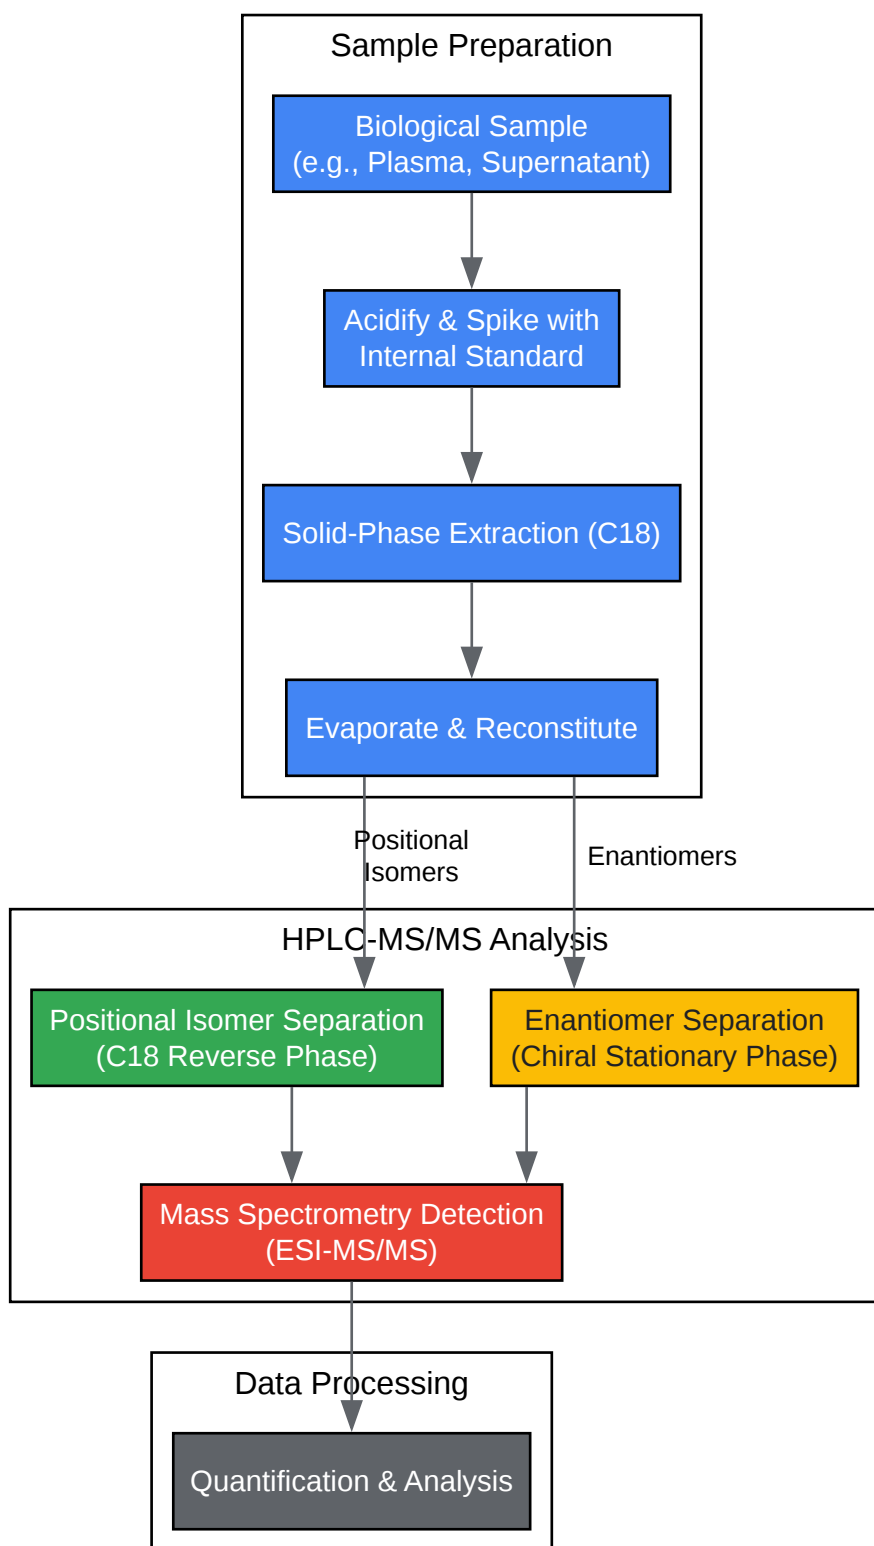 Sample Preparation
Biological Sample
(e.g., Plasma, Supernatant)
Acidify & Spike with
Internal Standard
Solid-Phase Extraction (C18)
Evaporate & Reconstitute
Positional
Isomers
Enantiomers
HPLC-MS/MS Analysis
Positional Isomer Separation
(C18 Reverse Phase)
Enantiomer Separation
(Chiral Stationary Phase)
Mass Spectrometry Detection
(ESI-MS/MS)
Data Processing
Quantification & Analysis